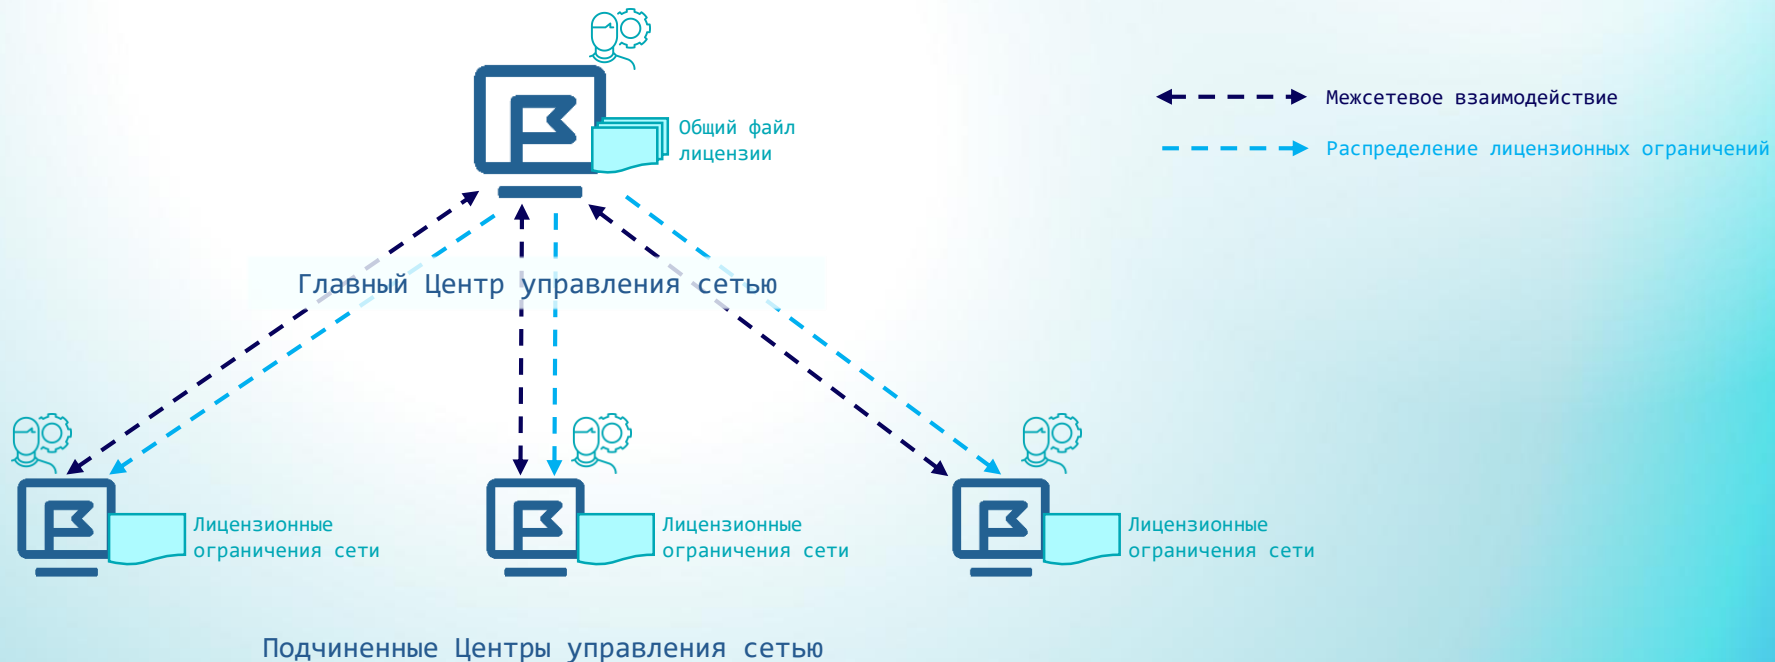 Общий файл
лицензии
Межсетевое взаимодействие
Распределение лицензионных ограничений
Главный Центр управления сетью
Лицензионные
ограничения сети
Лицензионные
ограничения сети
Лицензионные
ограничения сети
Подчиненные Центры управления сетью